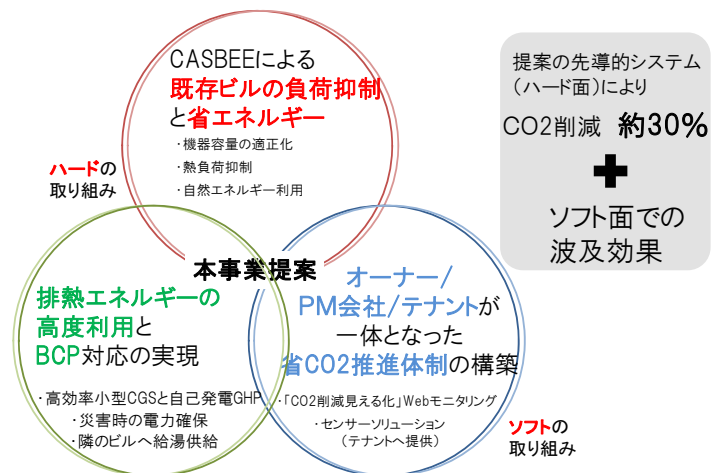 CASBEEによる
既存ビルの負荷抑制
と省エネルギー
・機器容量の適正化
・熱負荷抑制
・自然エネルギー利用
ハードの
取り組み
本事業提案
排熱エネルギーの
高度利用と
BCP対応の実現
・高効率小型CGSと自己発電GHP
・災害時の電力確保
・隣のビルへ給湯供給
オーナー/
PM会社/テナントが
一体となった
省CO2推進体制の構築
・「CO2削減見える化」Webモニタリング
・センサーソリューション
（テナントへ提供）
ソフトの
取り組み
提案の先導的システム
（ハード面）により
CO2削減 約30%
+
ソフト面での
波及効果